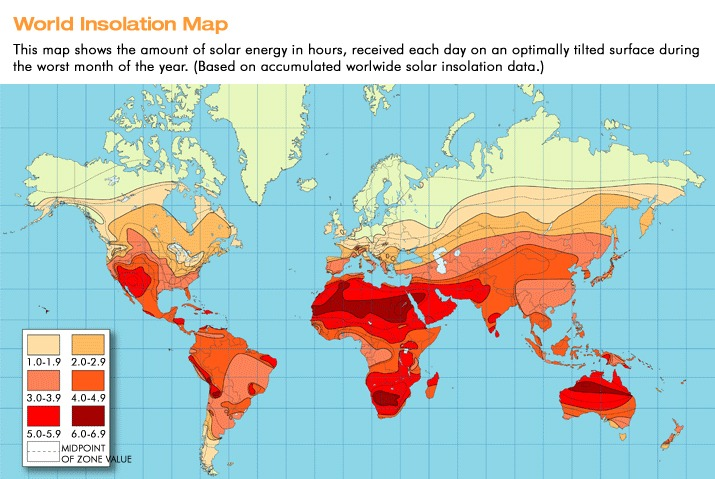 World Insolation Map
This map shows the amount of solar energy in hours, received each day on an optimally tilted surface during
the worst month of the year. (Based on accumulated worlwide solar insolation data.)
1.0-1.9 2.0-2.9
3.0-3.9 4.0-4.9
5.0-5.9 6.0-6.9
MIDPOINT
OF ZONE VALUE